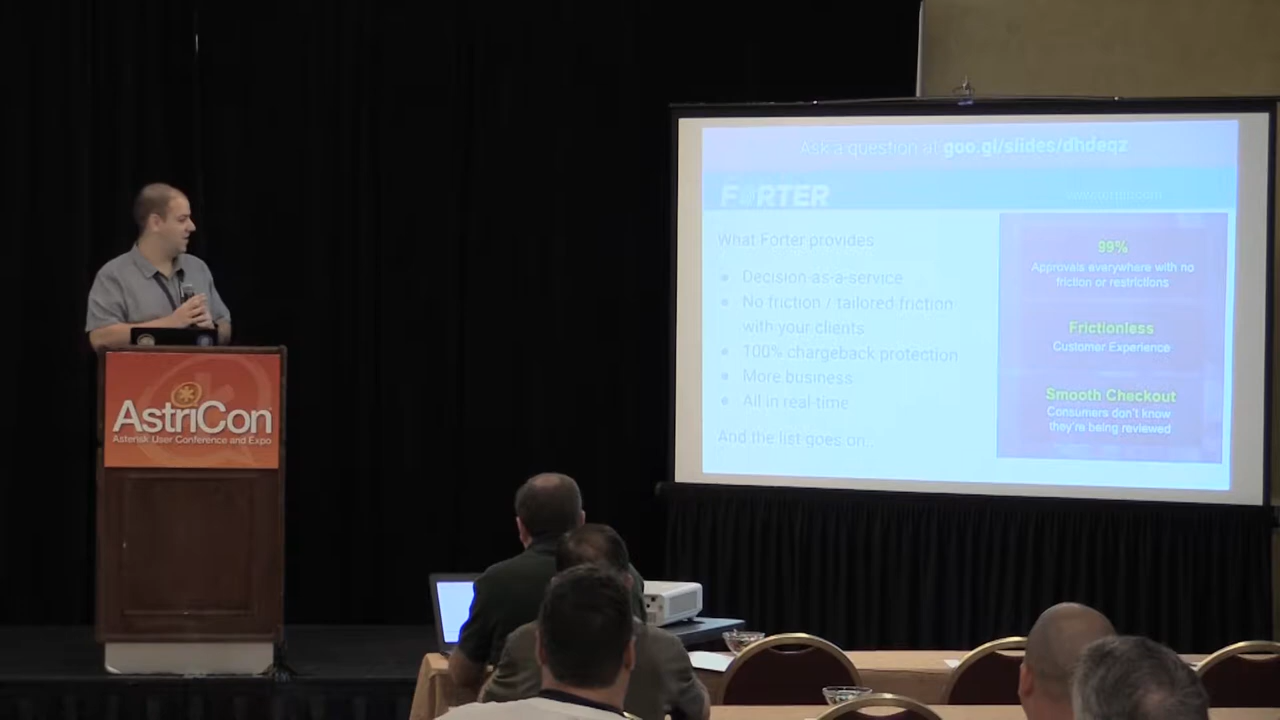 Ask a question at goo.gl/slides/dhdeqz
FORTER
What Forter provides
Decision-as-a-service
No friction / tailored friction
with your clients
100% chargeback protection
More business
All in real-time
And the list goes on..
99%
Approvals everywhere with no
friction or restrictions
Frictionless
Customer Experience
Smooth Checkout
Consumers don't know
they're being reviewed
AstriCon
Asterisk User Conference and Expo